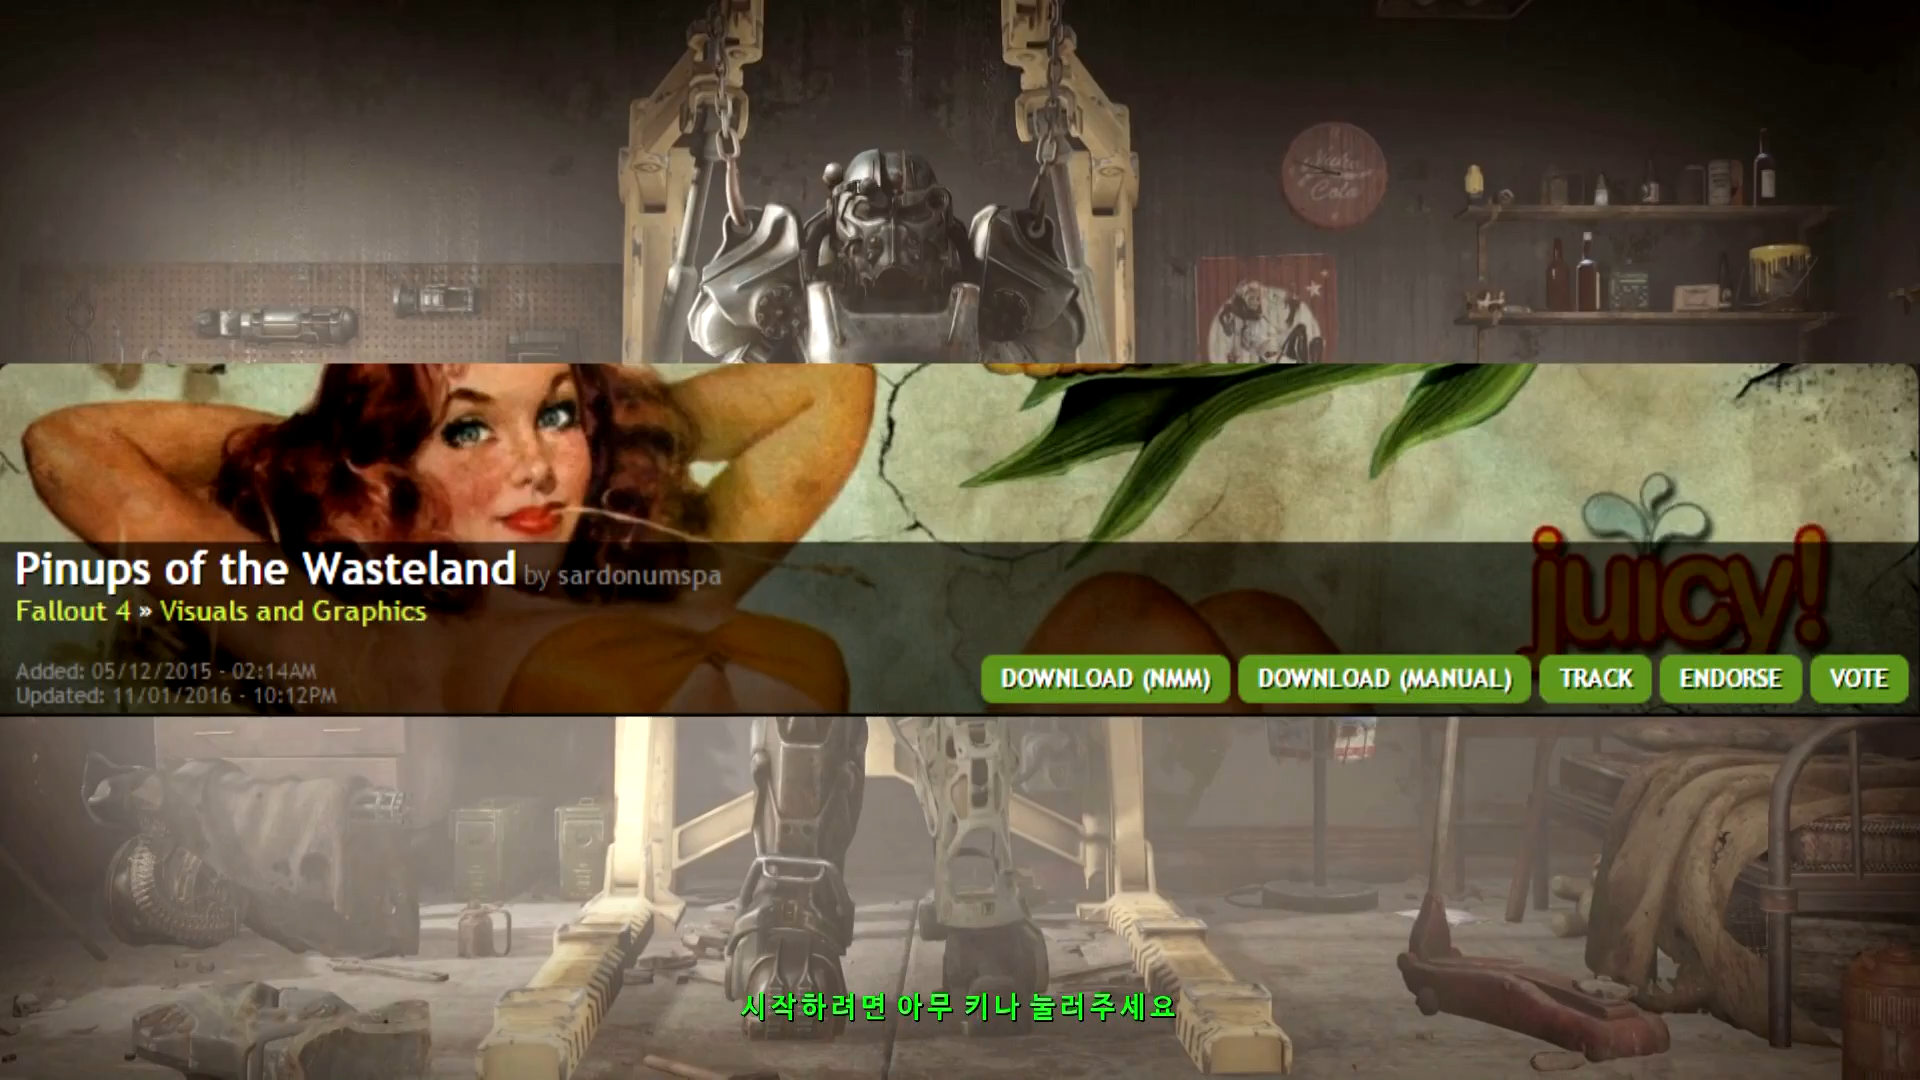 Nuka
Cola
juicy!
Pinups of the Wasteland by sardonumspa
Fallout 4 » Visuals and Graphics
Added: 05/12/2015 - 02:14AM
Updated: 11/01/2016 - 10:12PM
DOWNLOAD (NMM) DOWNLOAD (MANUAL) TRACK ENDORSE VOTE
시작하려면 아무 키나 눌러주세요